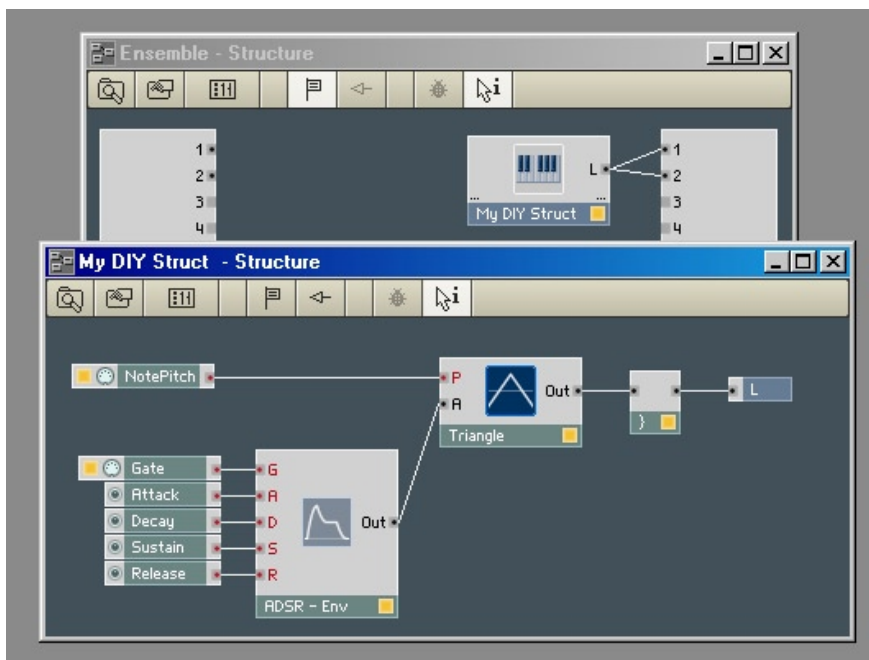 Ensemble - Structure
i
1
2
3
4
L
...
...
My DIY Struct
1
2
3
4
My DIY Struct - Structure
i
NotePitch
P
A
Out
Triangle
}
L
Gate
Attack
Decay
Sustain
Release
G
A
D
S
R
Out
ADSR - Env